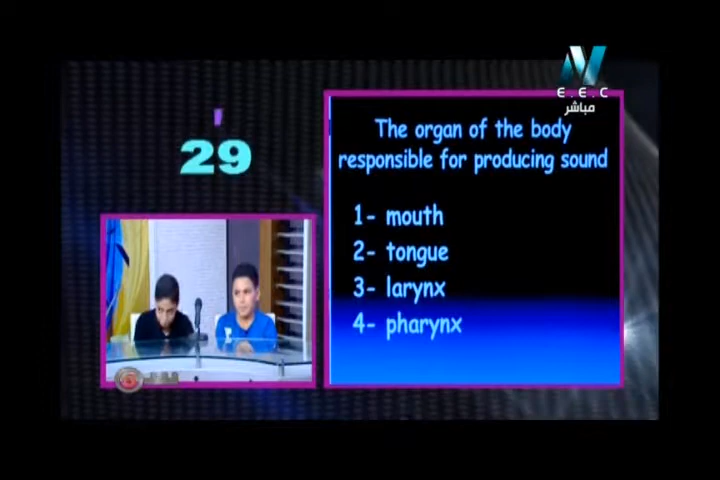 E.E.C
مباشر
29
The organ of the body
responsible for producing sound
1- mouth
2- tongue
3- larynx
4- pharynx